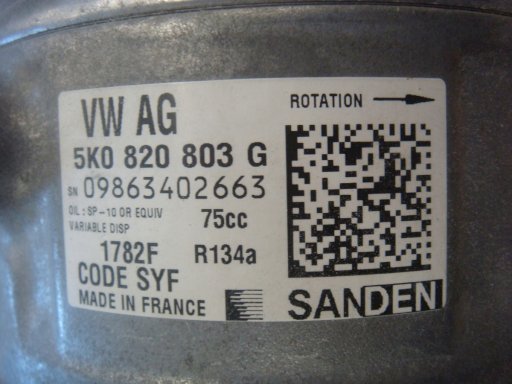 VW AG
ROTATION
5K0 820 803 G
SN 09863402663
OIL : SP-10 OR EQUIV 75cc
VARIABLE DISP
1782F R134a
CODE SYF
MADE IN FRANCE
SANDEN